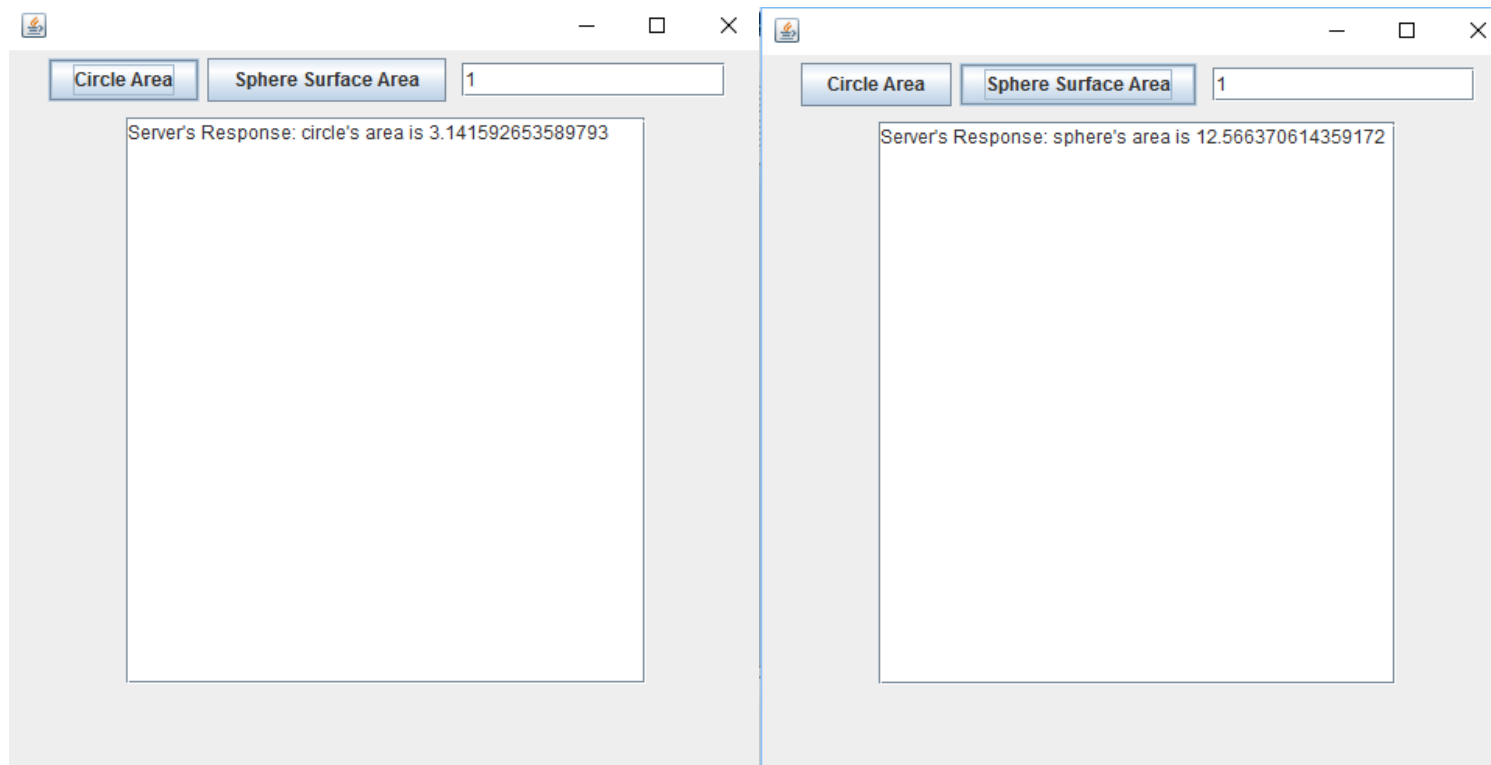 Circle Area Sphere Surface Area 1
Server's Response: circle's area is 3.141592653589793
Circle Area Sphere Surface Area 1
Server's Response: sphere's area is 12.566370614359172